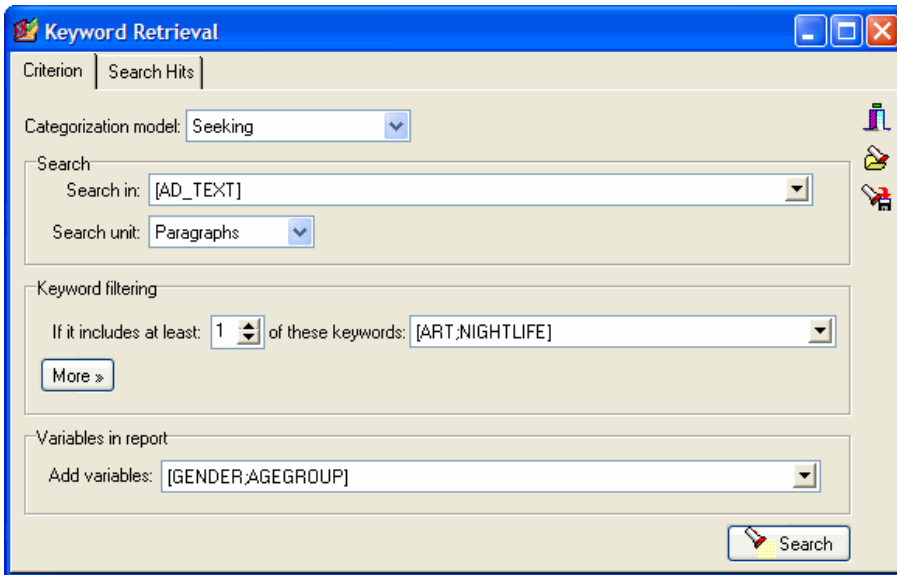 Keyword Retrieval
Criterion Search Hits
Categorization model: Seeking
Search
Search in: [AD_TEXT]
Search unit: Paragraphs
Keyword filtering
If it includes at least: 1 of these keywords: [ART;NIGHTLIFE]
More »
Variables in report
Add variables: [GENDER;AGEGROUP]
Search